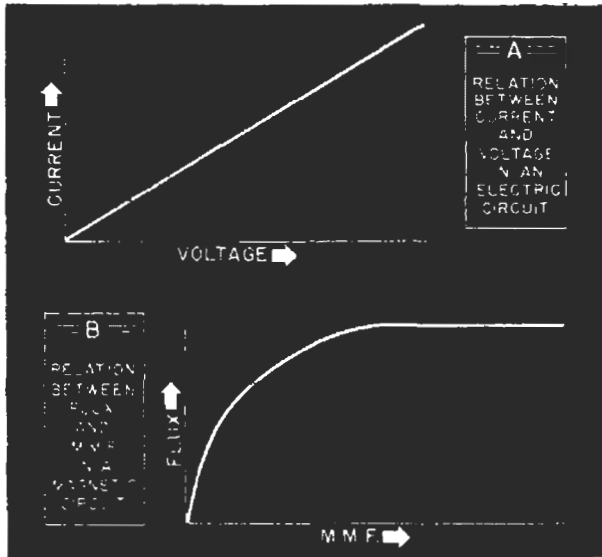 A
RELATION
BETWEEN
CURRENT
AND
VOLTAGE
IN AN
ELECTRIC
CIRCUIT
CURRENT
VOLTAGE
B
RELATION
BETWEEN
FLUX
AND
M.M.F.
IN A
MAGNETIC
CIRCUIT
FLUX
M.M.F.